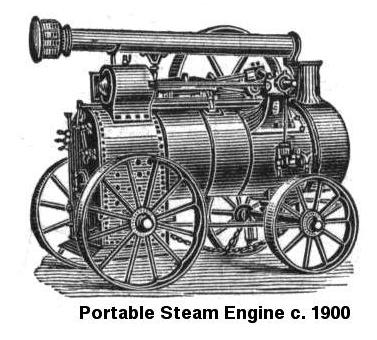 Portable Steam Engine c. 1900